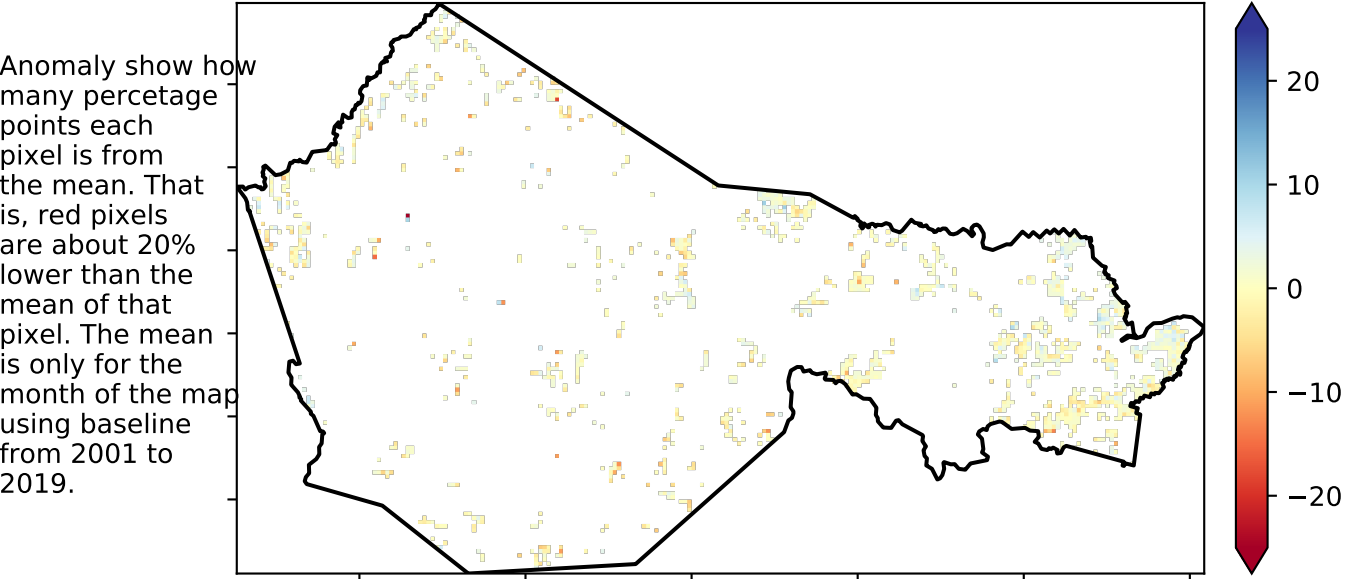 Anomaly show how
many percetage
points each
pixel is from
the mean. That
is, red pixels
are about 20%
lower than the
mean of that
pixel. The mean
is only for the
month of the map
using baseline
from 2001 to
2019.
20
10
0
−10
−20